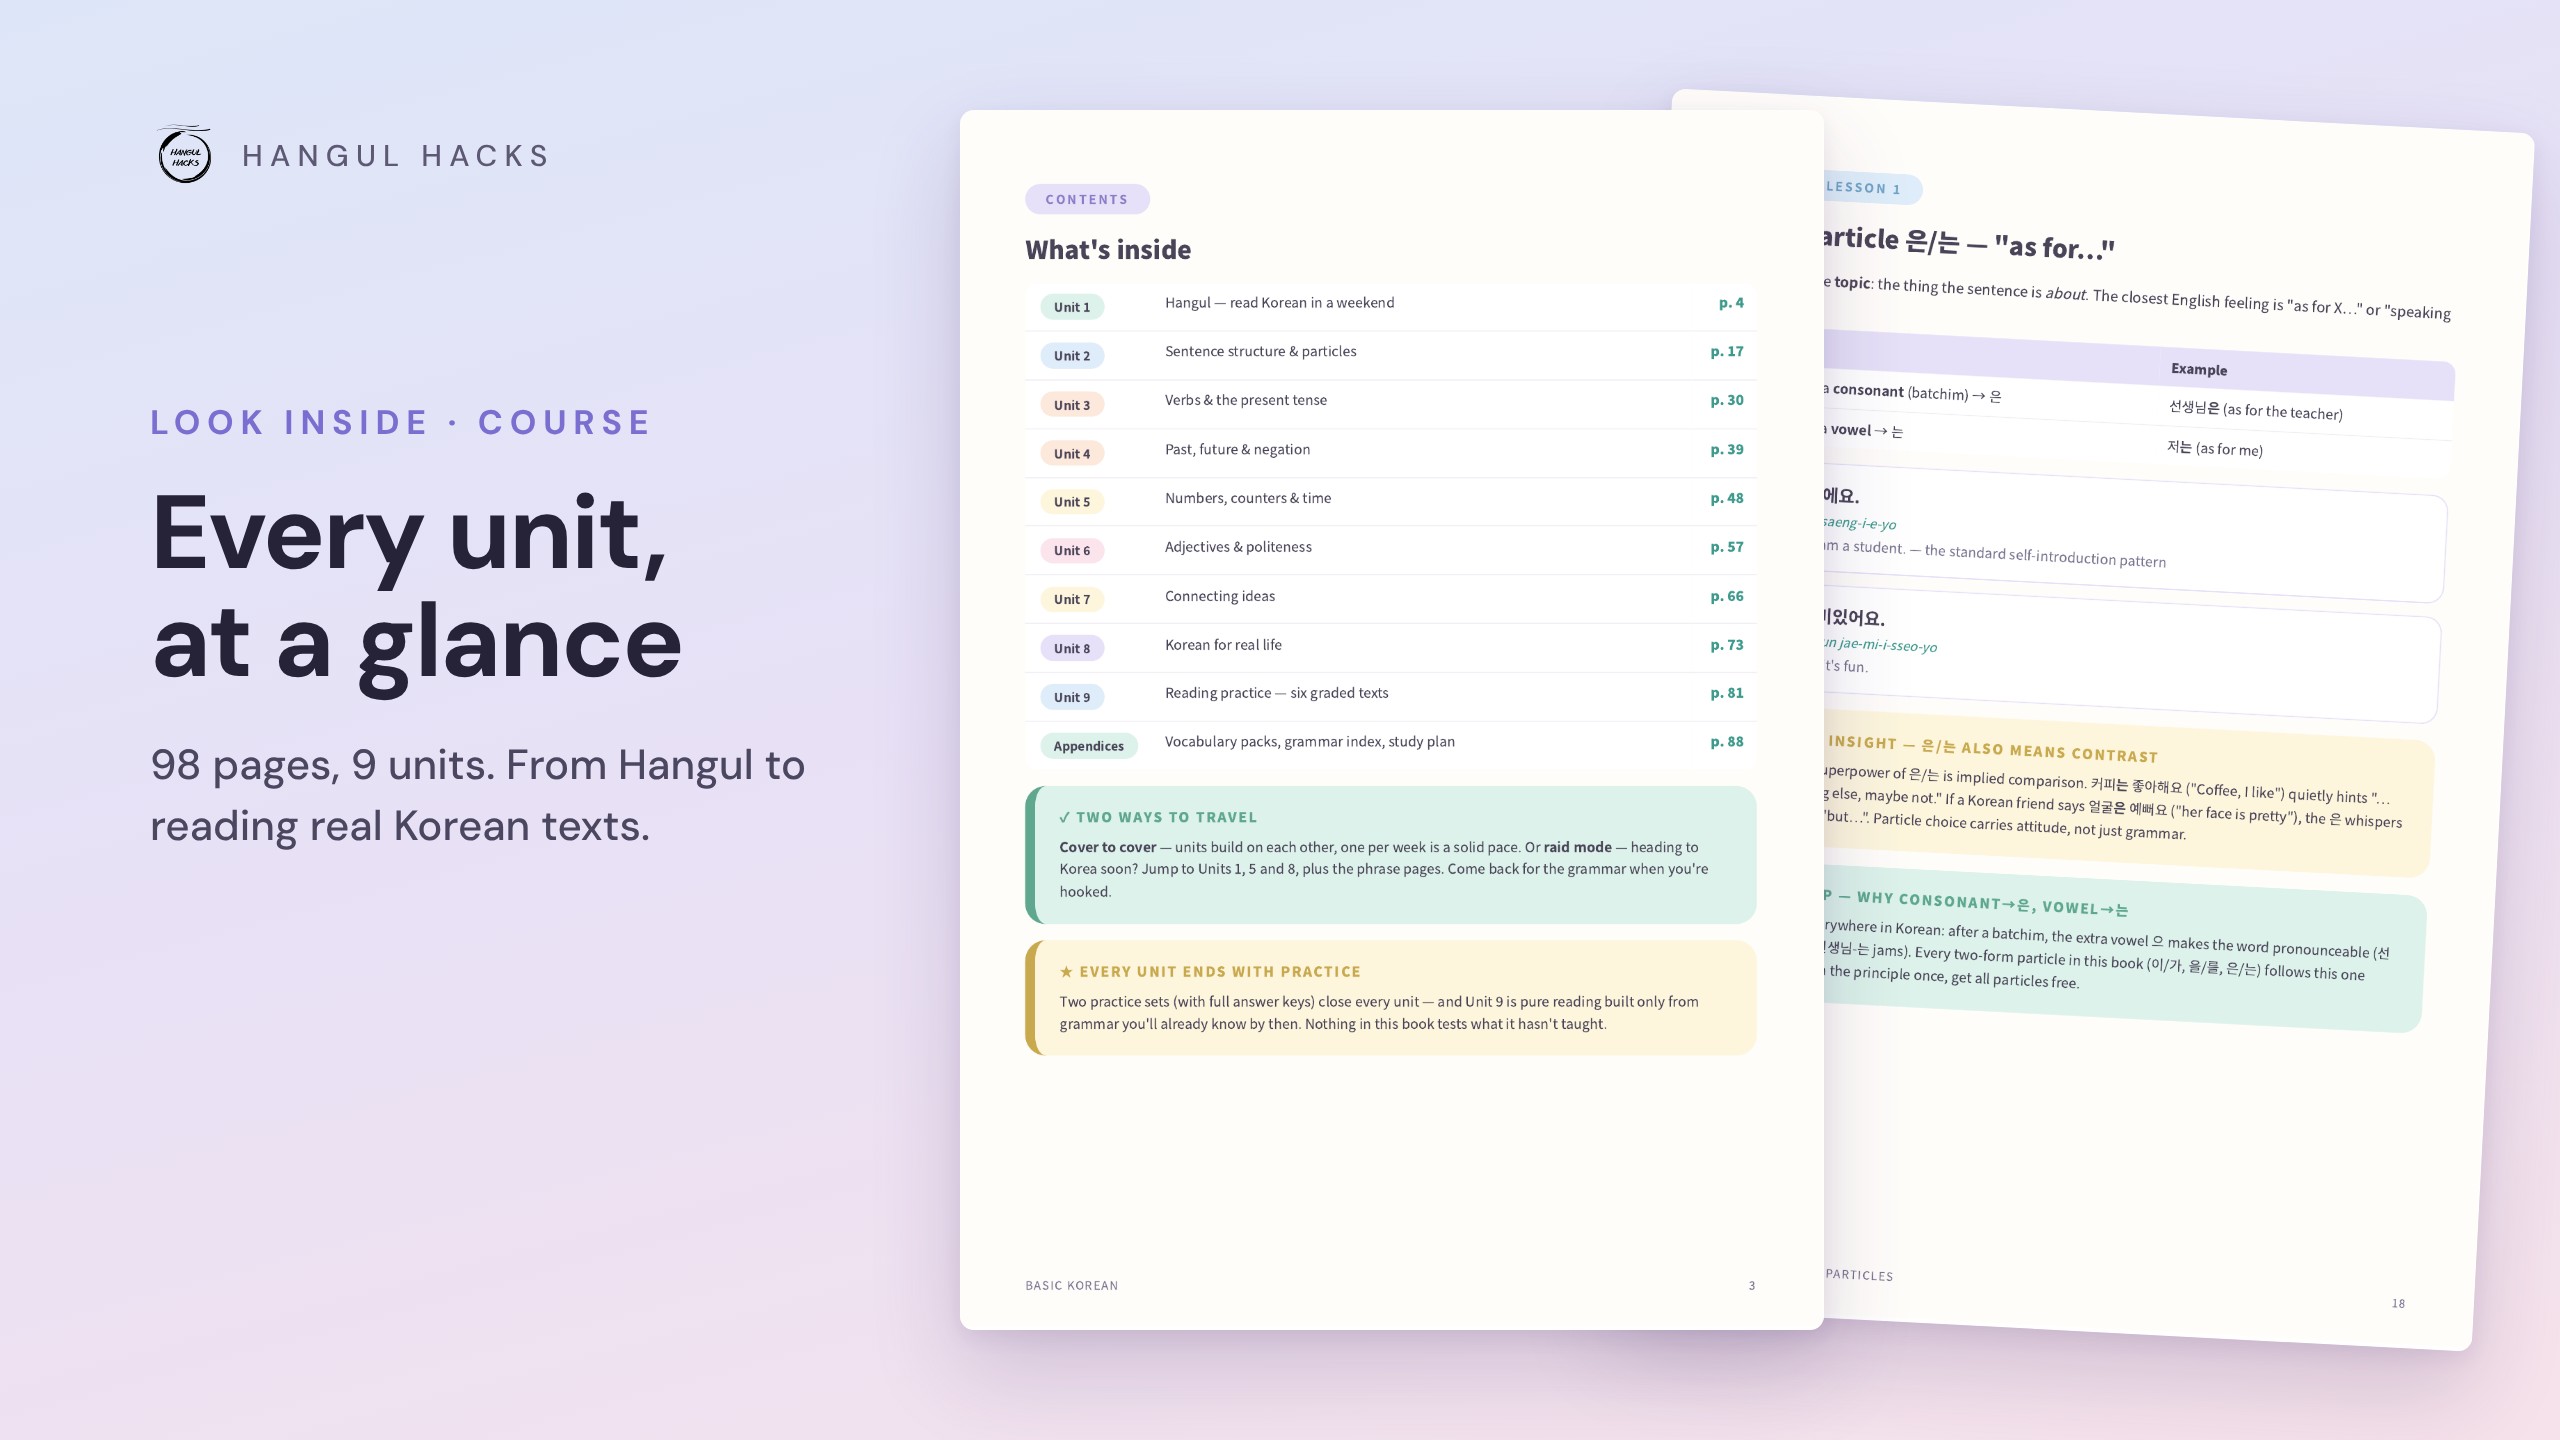 HANGUL HACKS
HANGUL HACKS
LOOK INSIDE · COURSE
Every unit,
at a glance
98 pages, 9 units. From Hangul to
reading real Korean texts.
CONTENTS
What's inside
Unit 1 Hangul — read Korean in a weekend p. 4
Unit 2 Sentence structure & particles p. 17
Unit 3 Verbs & the present tense p. 30
Unit 4 Past, future & negation p. 39
Unit 5 Numbers, counters & time p. 48
Unit 6 Adjectives & politeness p. 57
Unit 7 Connecting ideas p. 66
Unit 8 Korean for real life p. 73
Unit 9 Reading practice — six graded texts p. 81
Appendices Vocabulary packs, grammar index, study plan p. 88
✓ TWO WAYS TO TRAVEL
Cover to cover — units build on each other, one per week is a solid pace. Or raid mode — heading to
Korea soon? Jump to Units 1, 5 and 8, plus the phrase pages. Come back for the grammar when you're
hooked.
★ EVERY UNIT ENDS WITH PRACTICE
Two practice sets (with full answer keys) close every unit — and Unit 9 is pure reading built only from
grammar you'll already know by then. Nothing in this book tests what it hasn't taught.
BASIC KOREAN 3
LESSON 1
article 은/는 — "as for…"
topic: the thing the sentence is about. The closest English feeling is "as for X…" or "speaking
Example
a consonant (batchim) → 은 선생님은 (as for the teacher)
a vowel → 는 저는 (as for me)
에요.
saeng-i-e-yo
am a student. — the standard self-introduction pattern
미있어요.
un jae-mi-i-sseo-yo
t's fun.
INSIGHT — 은/는 ALSO MEANS CONTRAST
uperpower of 은/는 is implied comparison. 커피는 좋아해요 ("Coffee, I like") quietly hints "…
g else, maybe not." If a Korean friend says 얼굴은 예뻐요 ("her face is pretty"), the 은 whispers
"but…". Particle choice carries attitude, not just grammar.
P — WHY CONSONANT→은, VOWEL→는
rywhere in Korean: after a batchim, the extra vowel 으 makes the word pronounceable (선
생님-는 jams). Every two-form particle in this book (이/가, 을/를, 은/는) follows this one
the principle once, get all particles free.
PARTICLES 18